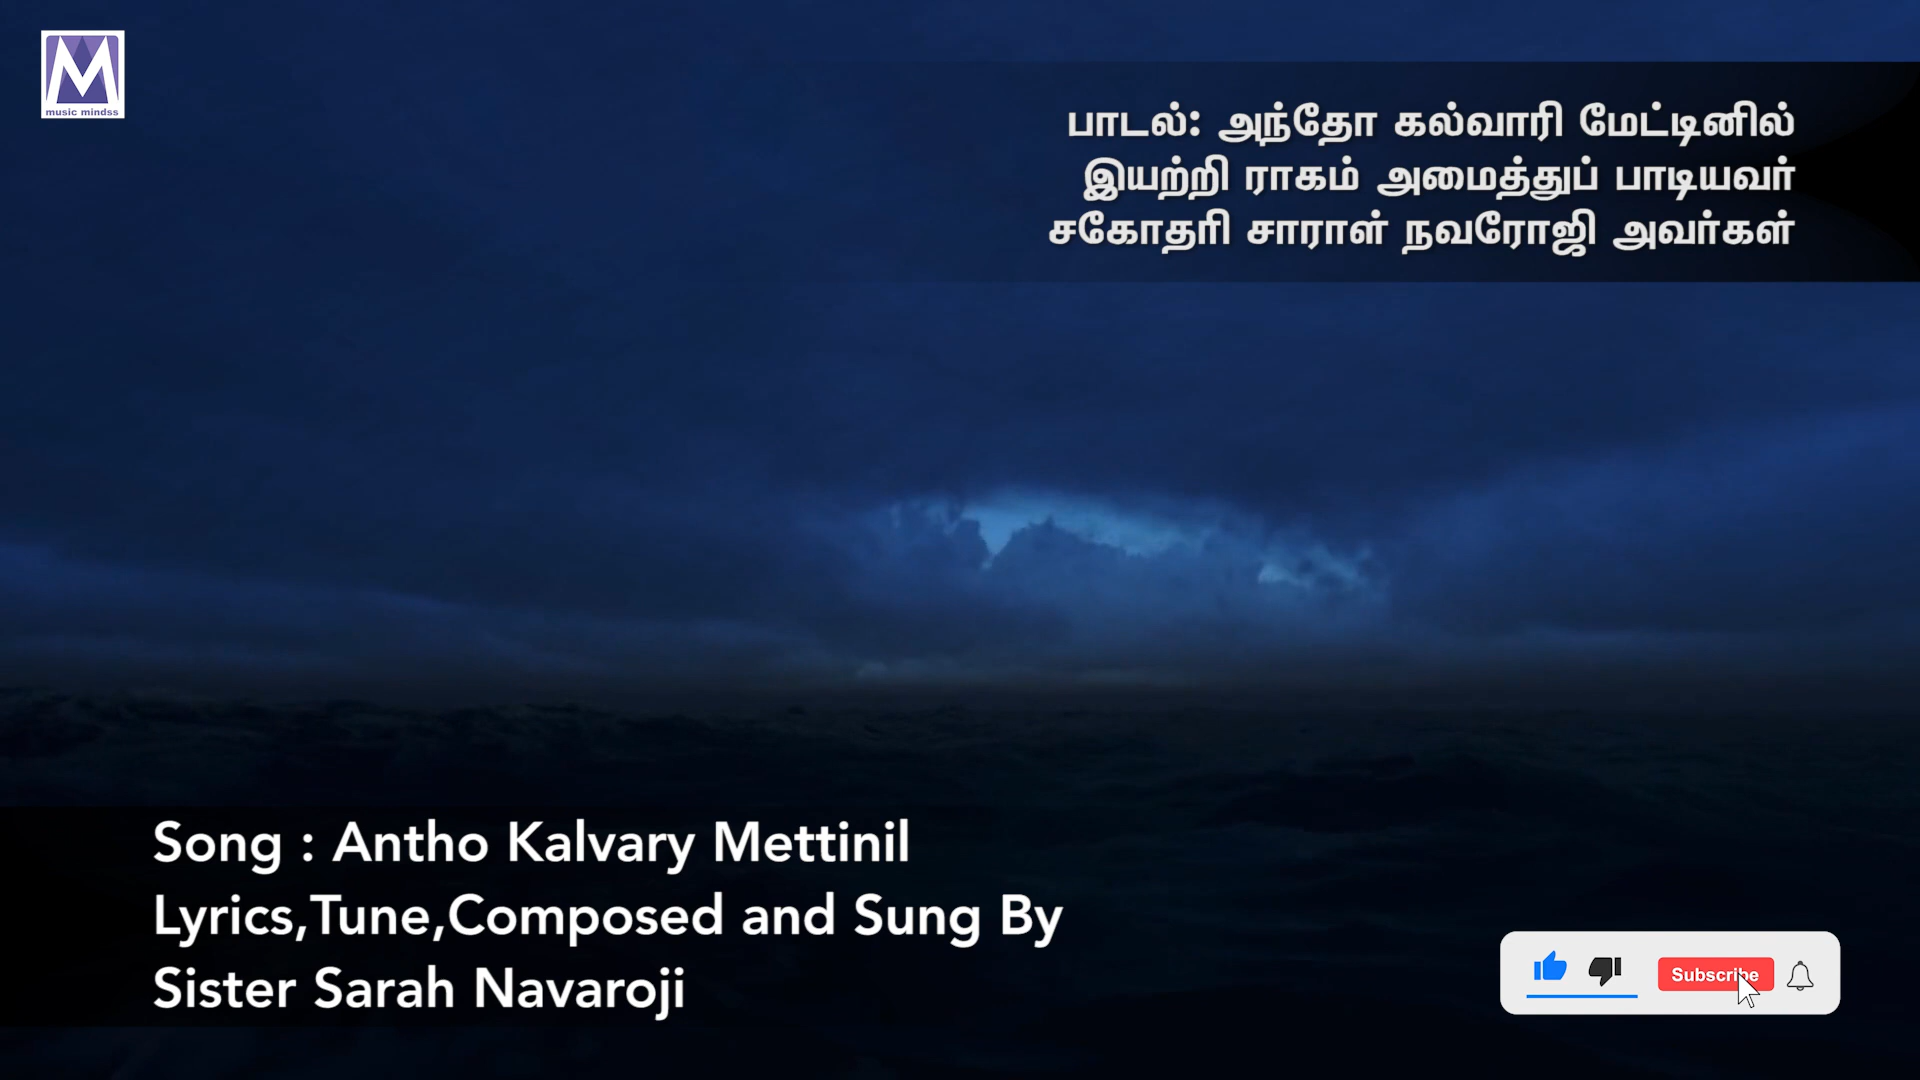 music mindss
பாடல்: அந்தோ கல்வாரி மேட்டினில்
இயற்றி ராகம் அமைத்துப் பாடியவர்
சகோதரி சாராள் நவரோஜி அவர்கள்
Song : Antho Kalvary Mettinil
Lyrics,Tune,Composed and Sung By
Sister Sarah Navaroji
Subscribe